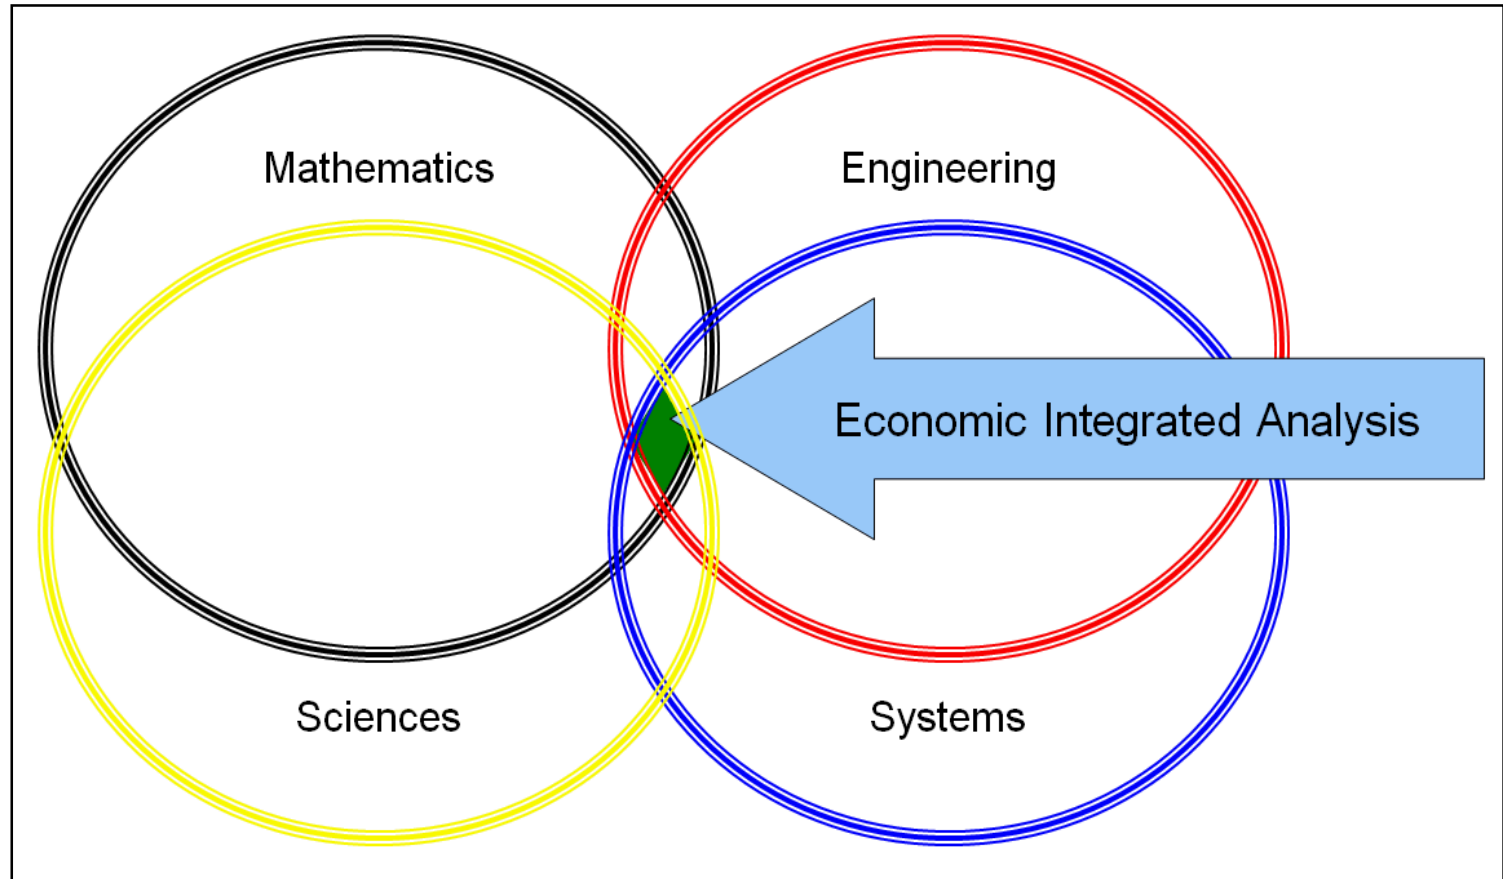 Mathematics
Engineering
Economic Integrated Analysis
Sciences
Systems